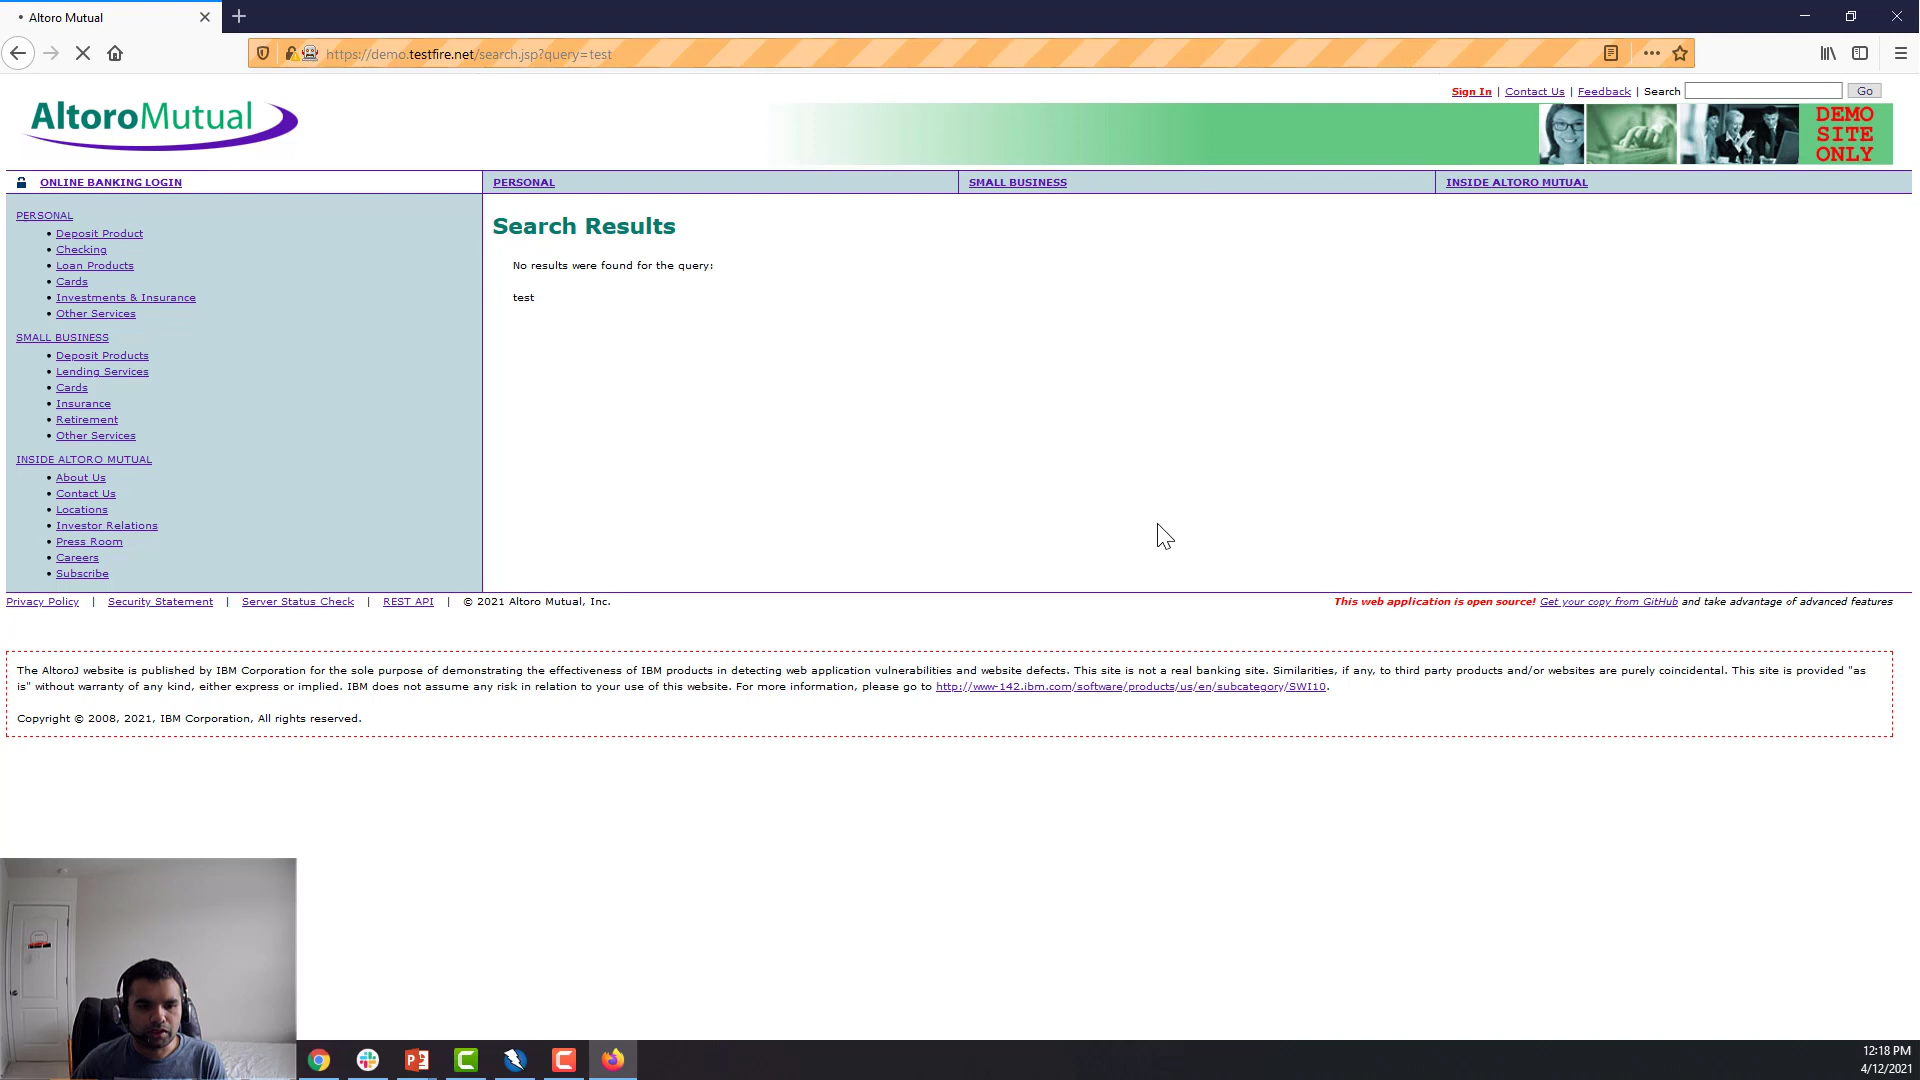 Altoro Mutual
https://demo.testfire.net/search.jsp?query=test
Sign In | Contact Us | Feedback | Search Go
AltoroMutual
DEMO
SITE
ONLY
ONLINE BANKING LOGIN
PERSONAL
SMALL BUSINESS
INSIDE ALTORO MUTUAL
PERSONAL
Deposit Product
Checking
Loan Products
Cards
Investments & Insurance
Other Services
SMALL BUSINESS
Deposit Products
Lending Services
Cards
Insurance
Retirement
Other Services
INSIDE ALTORO MUTUAL
About Us
Contact Us
Locations
Investor Relations
Press Room
Careers
Subscribe
Search Results
No results were found for the query:
test
Privacy Policy | Security Statement | Server Status Check | REST API | © 2021 Altoro Mutual, Inc.
This web application is open source! Get your copy from GitHub and take advantage of advanced features
The AltoroJ website is published by IBM Corporation for the sole purpose of demonstrating the effectiveness of IBM products in detecting web application vulnerabilities and website defects. This site is not a real banking site. Similarities, if any, to third party products and/or websites are purely coincidental. This site is provided "as
is" without warranty of any kind, either express or implied. IBM does not assume any risk in relation to your use of this website. For more information, please go to http://www-142.ibm.com/software/products/us/en/subcategory/SWI10.
Copyright © 2008, 2021, IBM Corporation, All rights reserved.
12:18 PM
4/12/2021